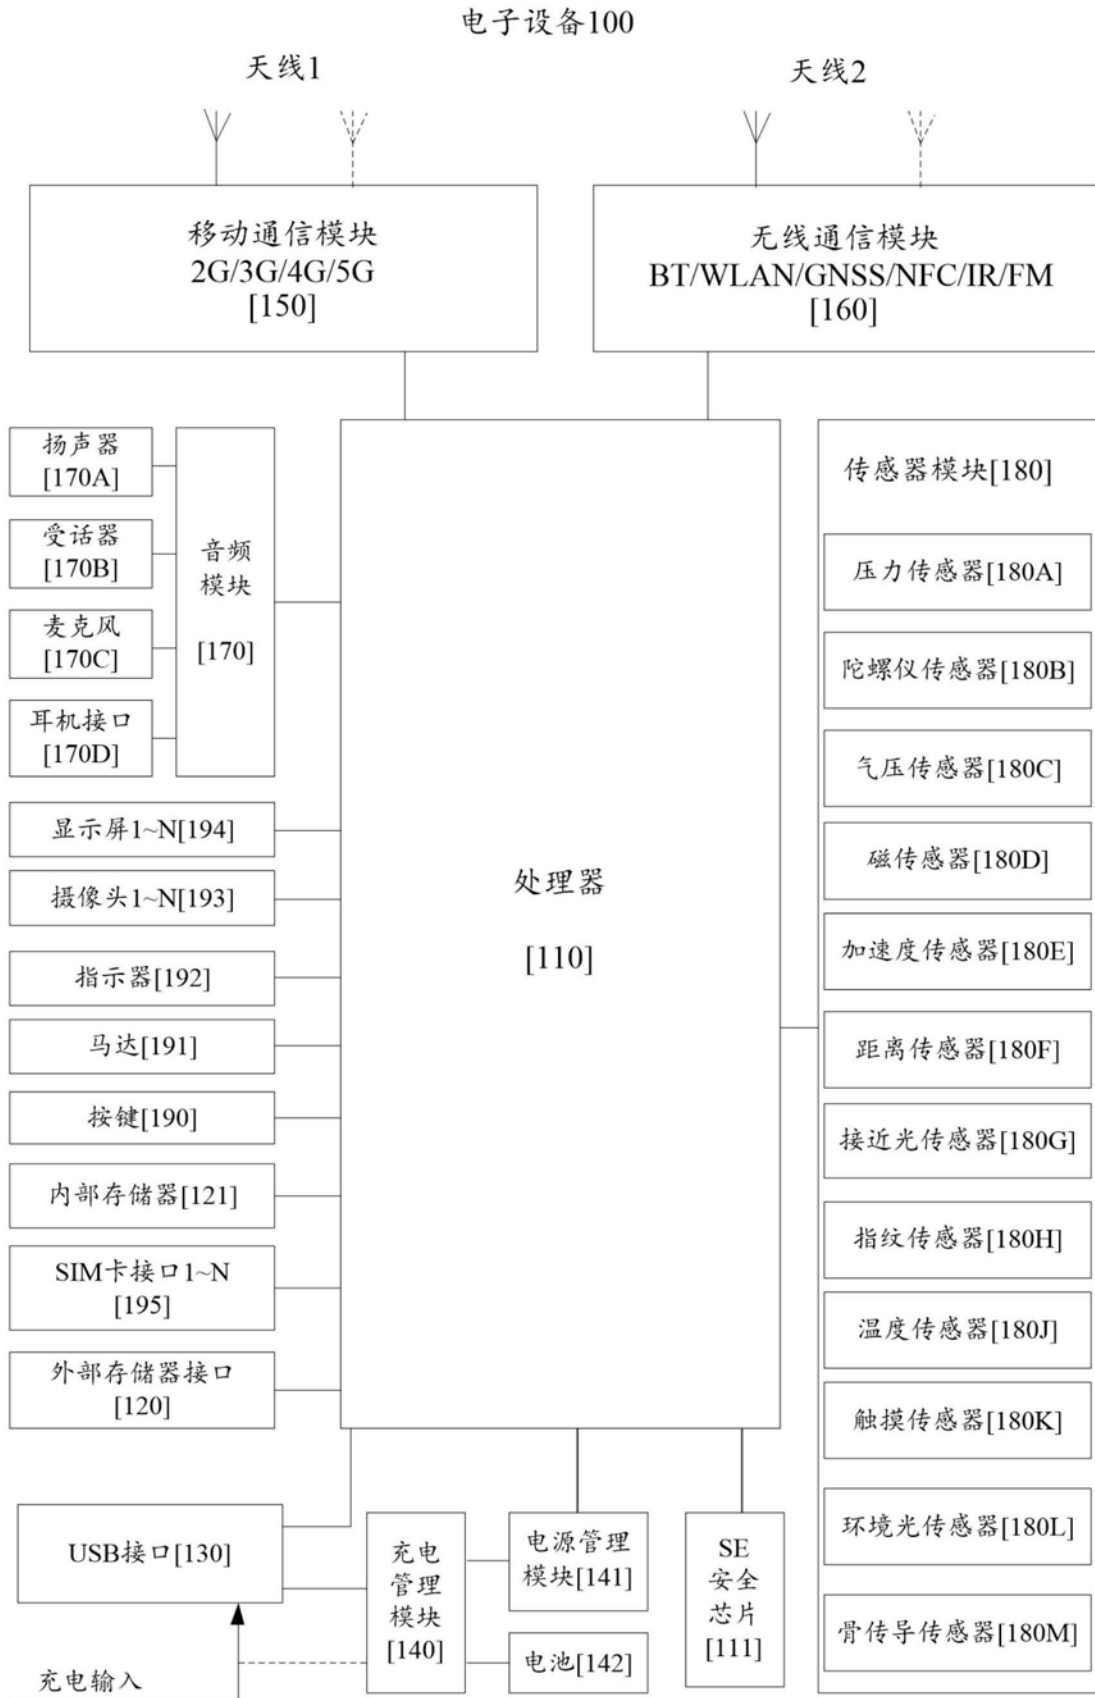 电子设备100
天线1
天线2
移动通信模块
2G/3G/4G/5G
[150]
无线通信模块
BT/WLAN/GNSS/NFC/IR/FM
[160]
扬声器
[170A]
受话器
[170B]
麦克风
[170C]
耳机接口
[170D]
音频
模块
[170]
显示屏1~N[194]
摄像头1~N[193]
指示器[192]
马达[191]
按键[190]
内部存储器[121]
SIM卡接口1~N
[195]
外部存储器接口
[120]
处理器
[110]
传感器模块[180]
压力传感器[180A]
陀螺仪传感器[180B]
气压传感器[180C]
磁传感器[180D]
加速度传感器[180E]
距离传感器[180F]
接近光传感器[180G]
指纹传感器[180H]
温度传感器[180J]
触摸传感器[180K]
环境光传感器[180L]
骨传导传感器[180M]
USB接口[130]
充电
管理
模块
[140]
电源管理
模块[141]
电池[142]
SE
安全
芯片
[111]
充电输入